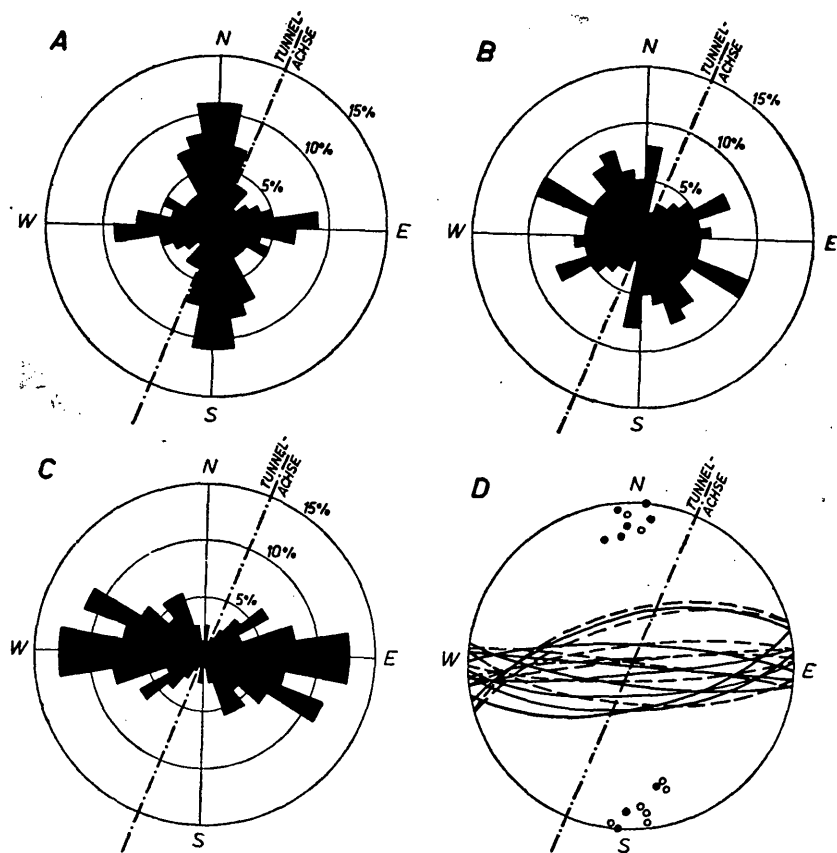 A
N
TUNNEL-
ACHSE
15%
10%
5%
W
E
S
B
N
TUNNEL-
ACHSE
15%
10%
5%
W
E
S
C
N
TUNNEL-
ACHSE
15%
10%
5%
W
E
S
D
N
TUNNEL-
ACHSE
W
E
S